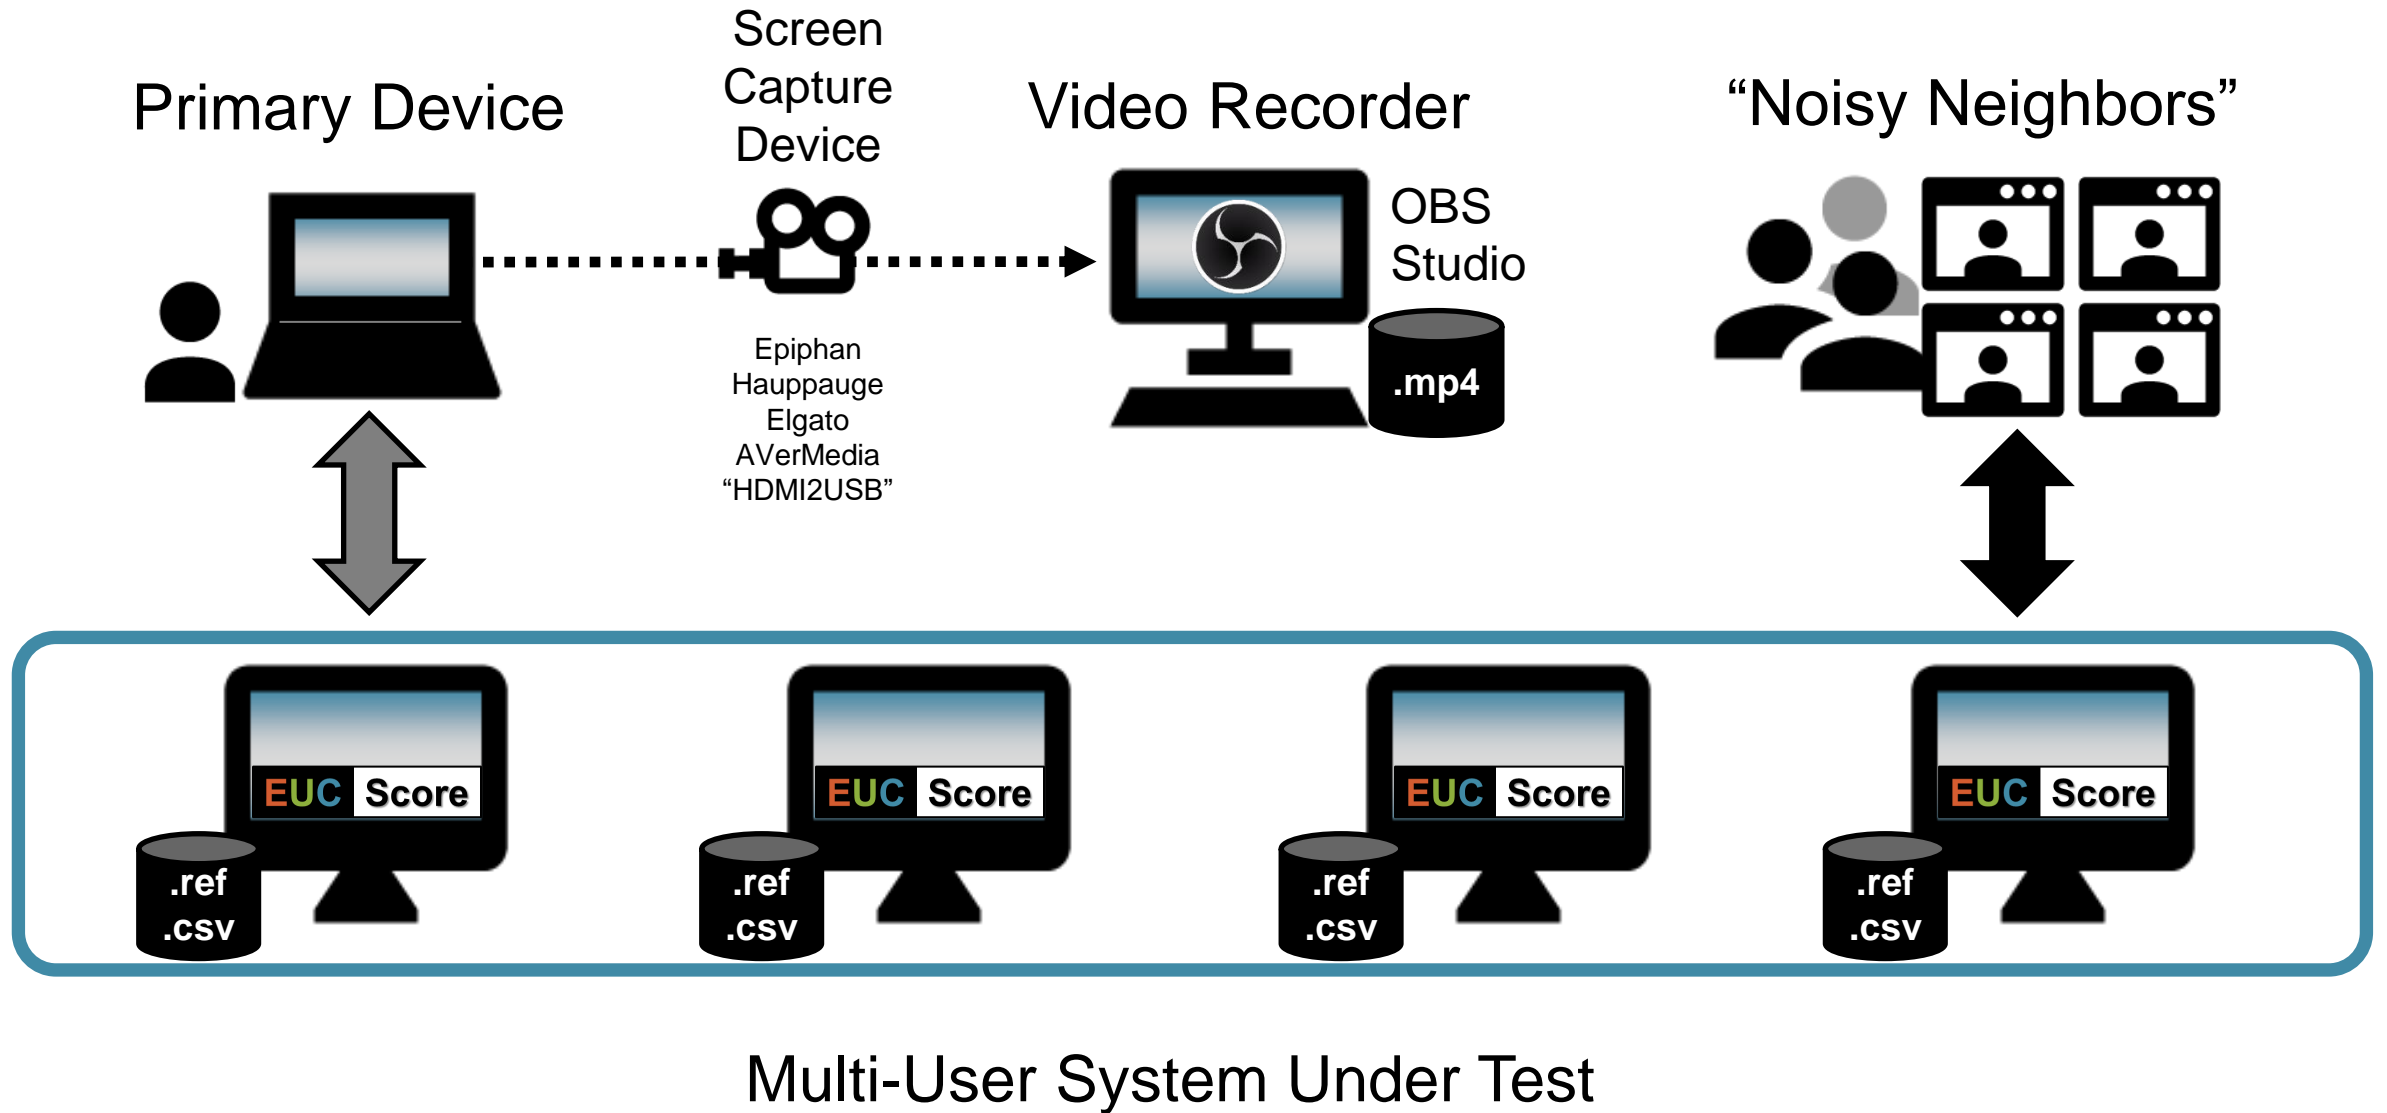 Primary Device
Screen
Capture
Device
Video Recorder
“Noisy Neighbors”
OBS
Studio
.mp4
Epiphan
Hauppauge
Elgato
AVerMedia
“HDMI2USB”
EUC Score
.ref
.csv
EUC Score
.ref
.csv
EUC Score
.ref
.csv
EUC Score
.ref
.csv
Multi-User System Under Test